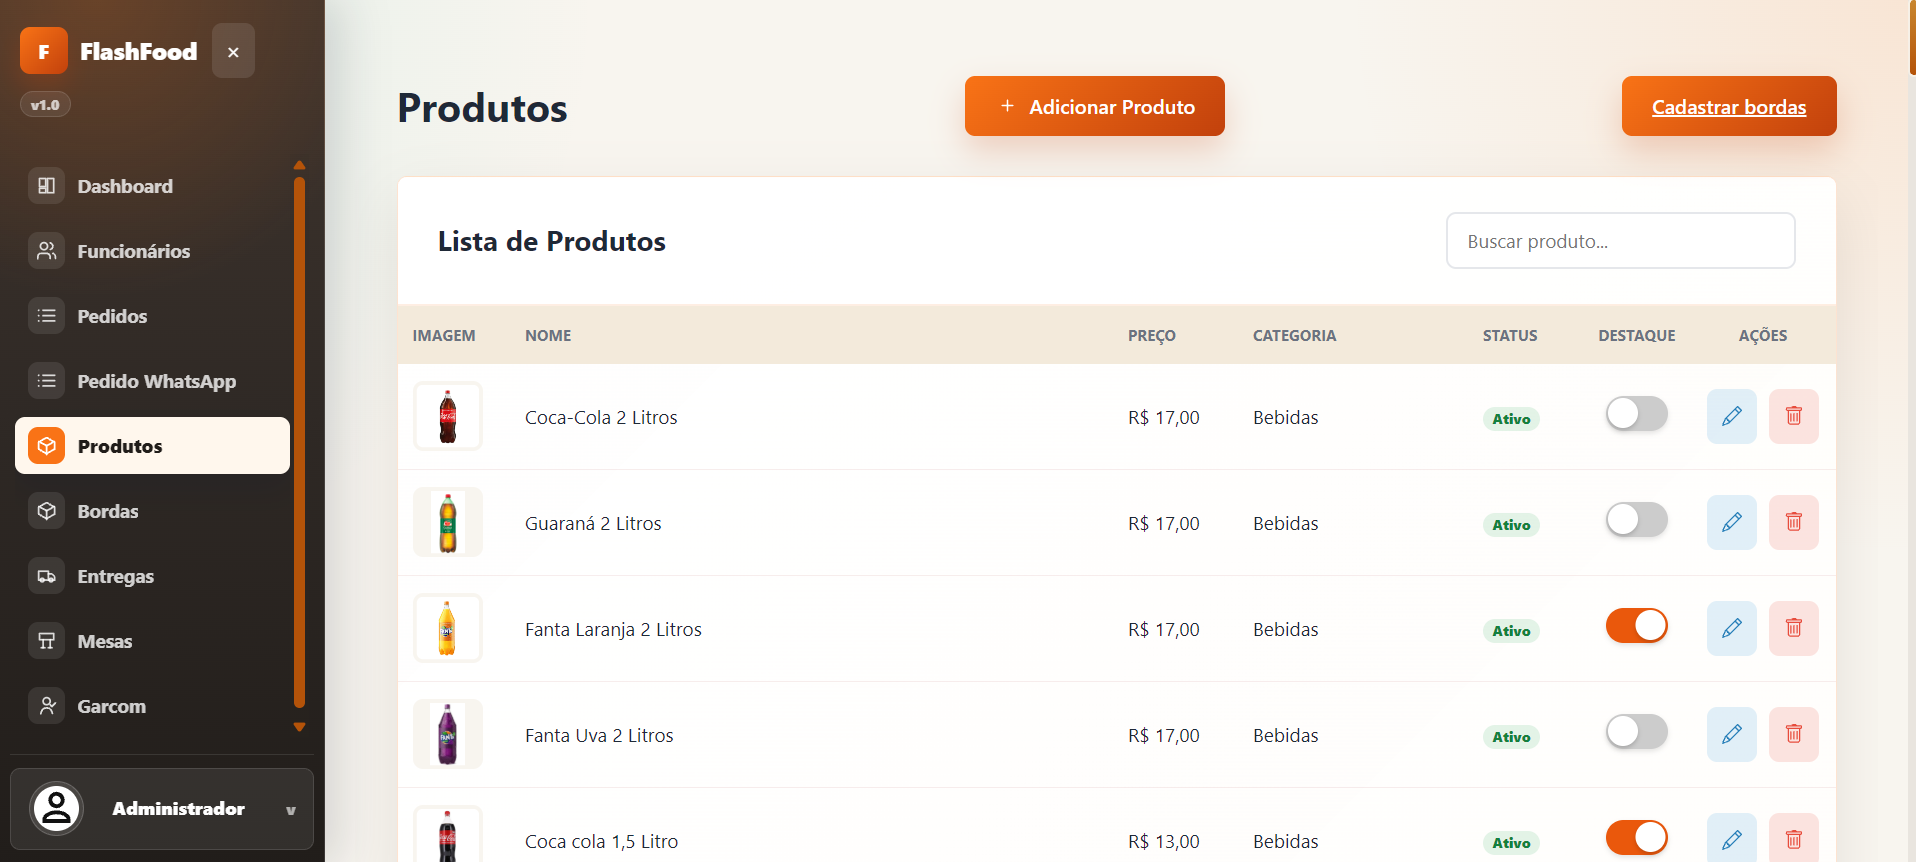 F
FlashFood
×
v1.0
Dashboard
Funcionários
Pedidos
Pedido WhatsApp
Produtos
Bordas
Entregas
Mesas
Garcom
Administrador
v
Produtos
+ Adicionar Produto
Cadastrar bordas
Lista de Produtos
Buscar produto...
IMAGEM NOME PREÇO CATEGORIA STATUS DESTAQUE AÇÕES
Coca-Cola 2 Litros R$ 17,00 Bebidas Ativo
Guaraná 2 Litros R$ 17,00 Bebidas Ativo
Fanta Laranja 2 Litros R$ 17,00 Bebidas Ativo
Fanta Uva 2 Litros R$ 17,00 Bebidas Ativo
Coca cola 1,5 Litro R$ 13,00 Bebidas Ativo